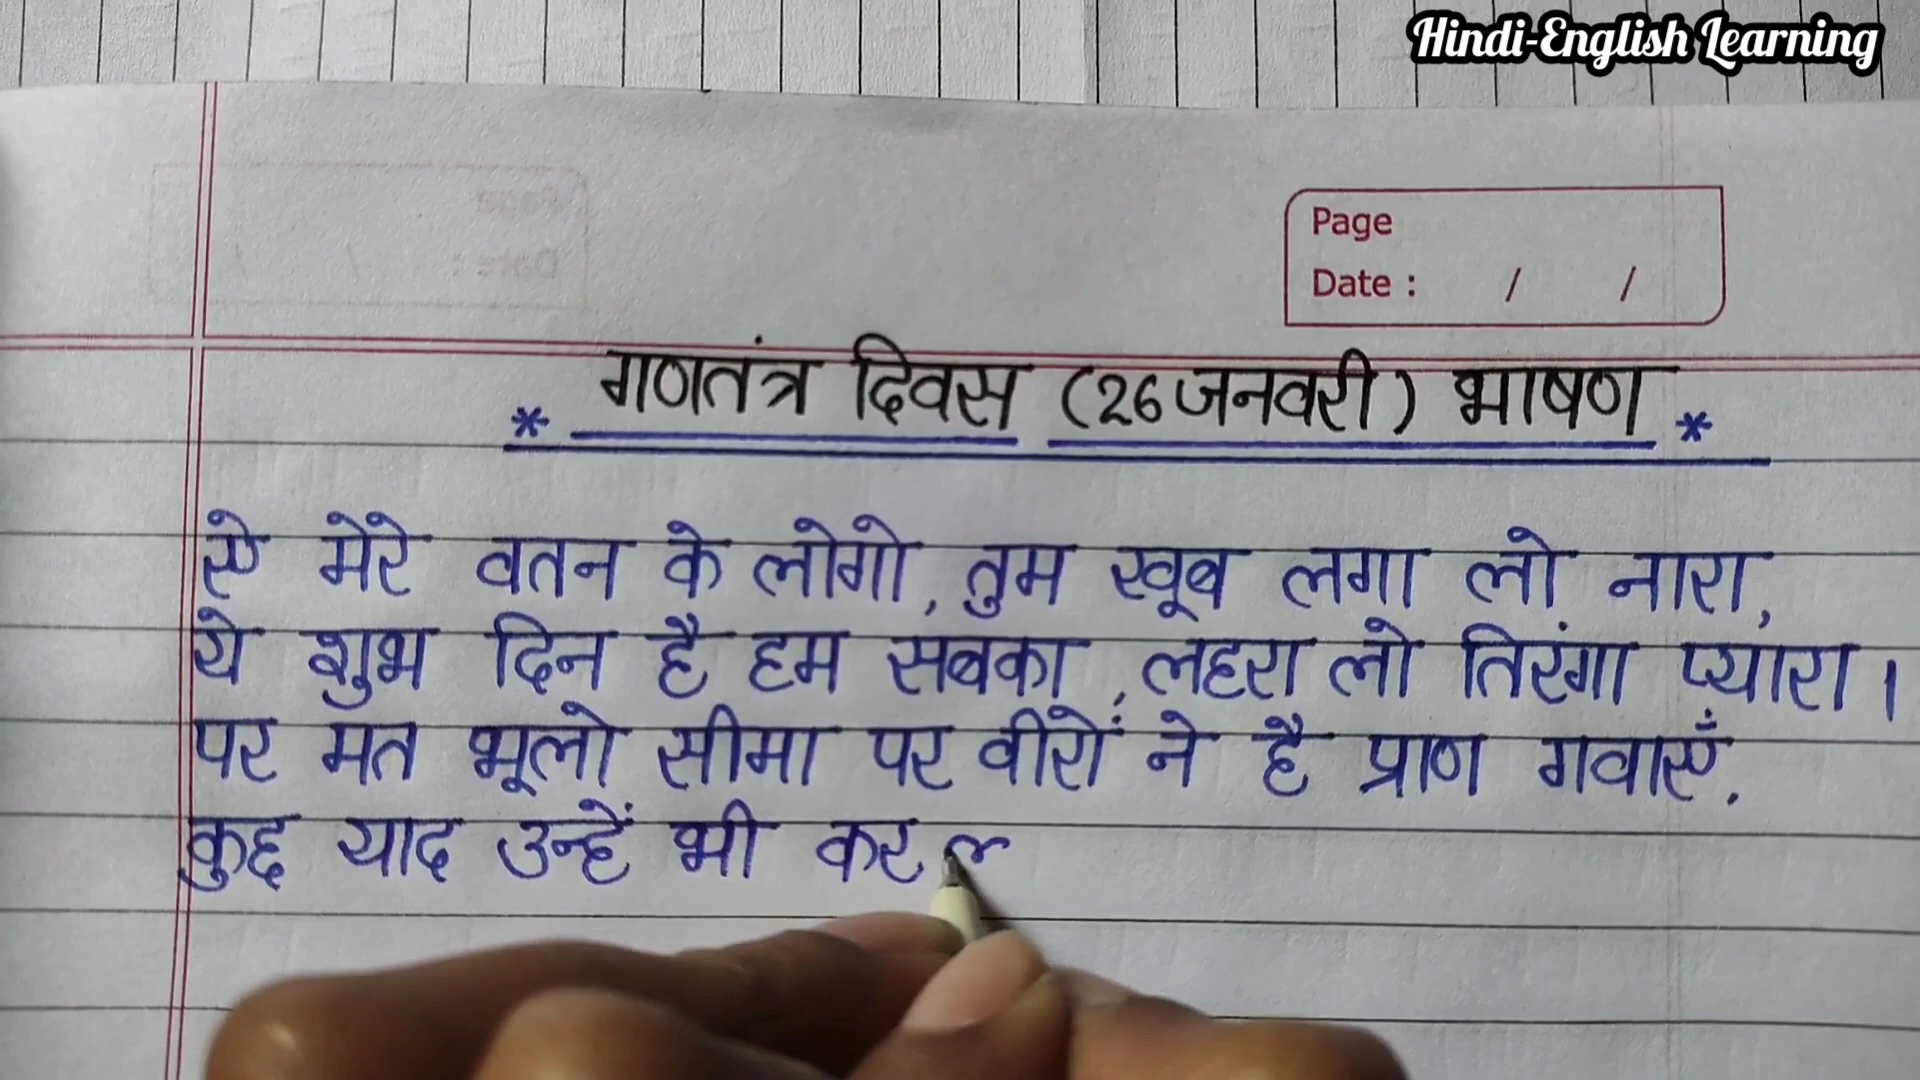 Hindi-English Learning
Page
Date : / /
* गणतंत्र दिवस (26 जनवरी) भाषण *
ऐ मेरे वतन के लोगो, तुम खूब लगा लो नारा,
ये शुभ दिन है हम सबका, लहरा लो तिरंगा प्यारा।
पर मत भूलो सीमा पर वीरों ने है प्राण गवाएँ,
कुछ याद उन्हें भी कर